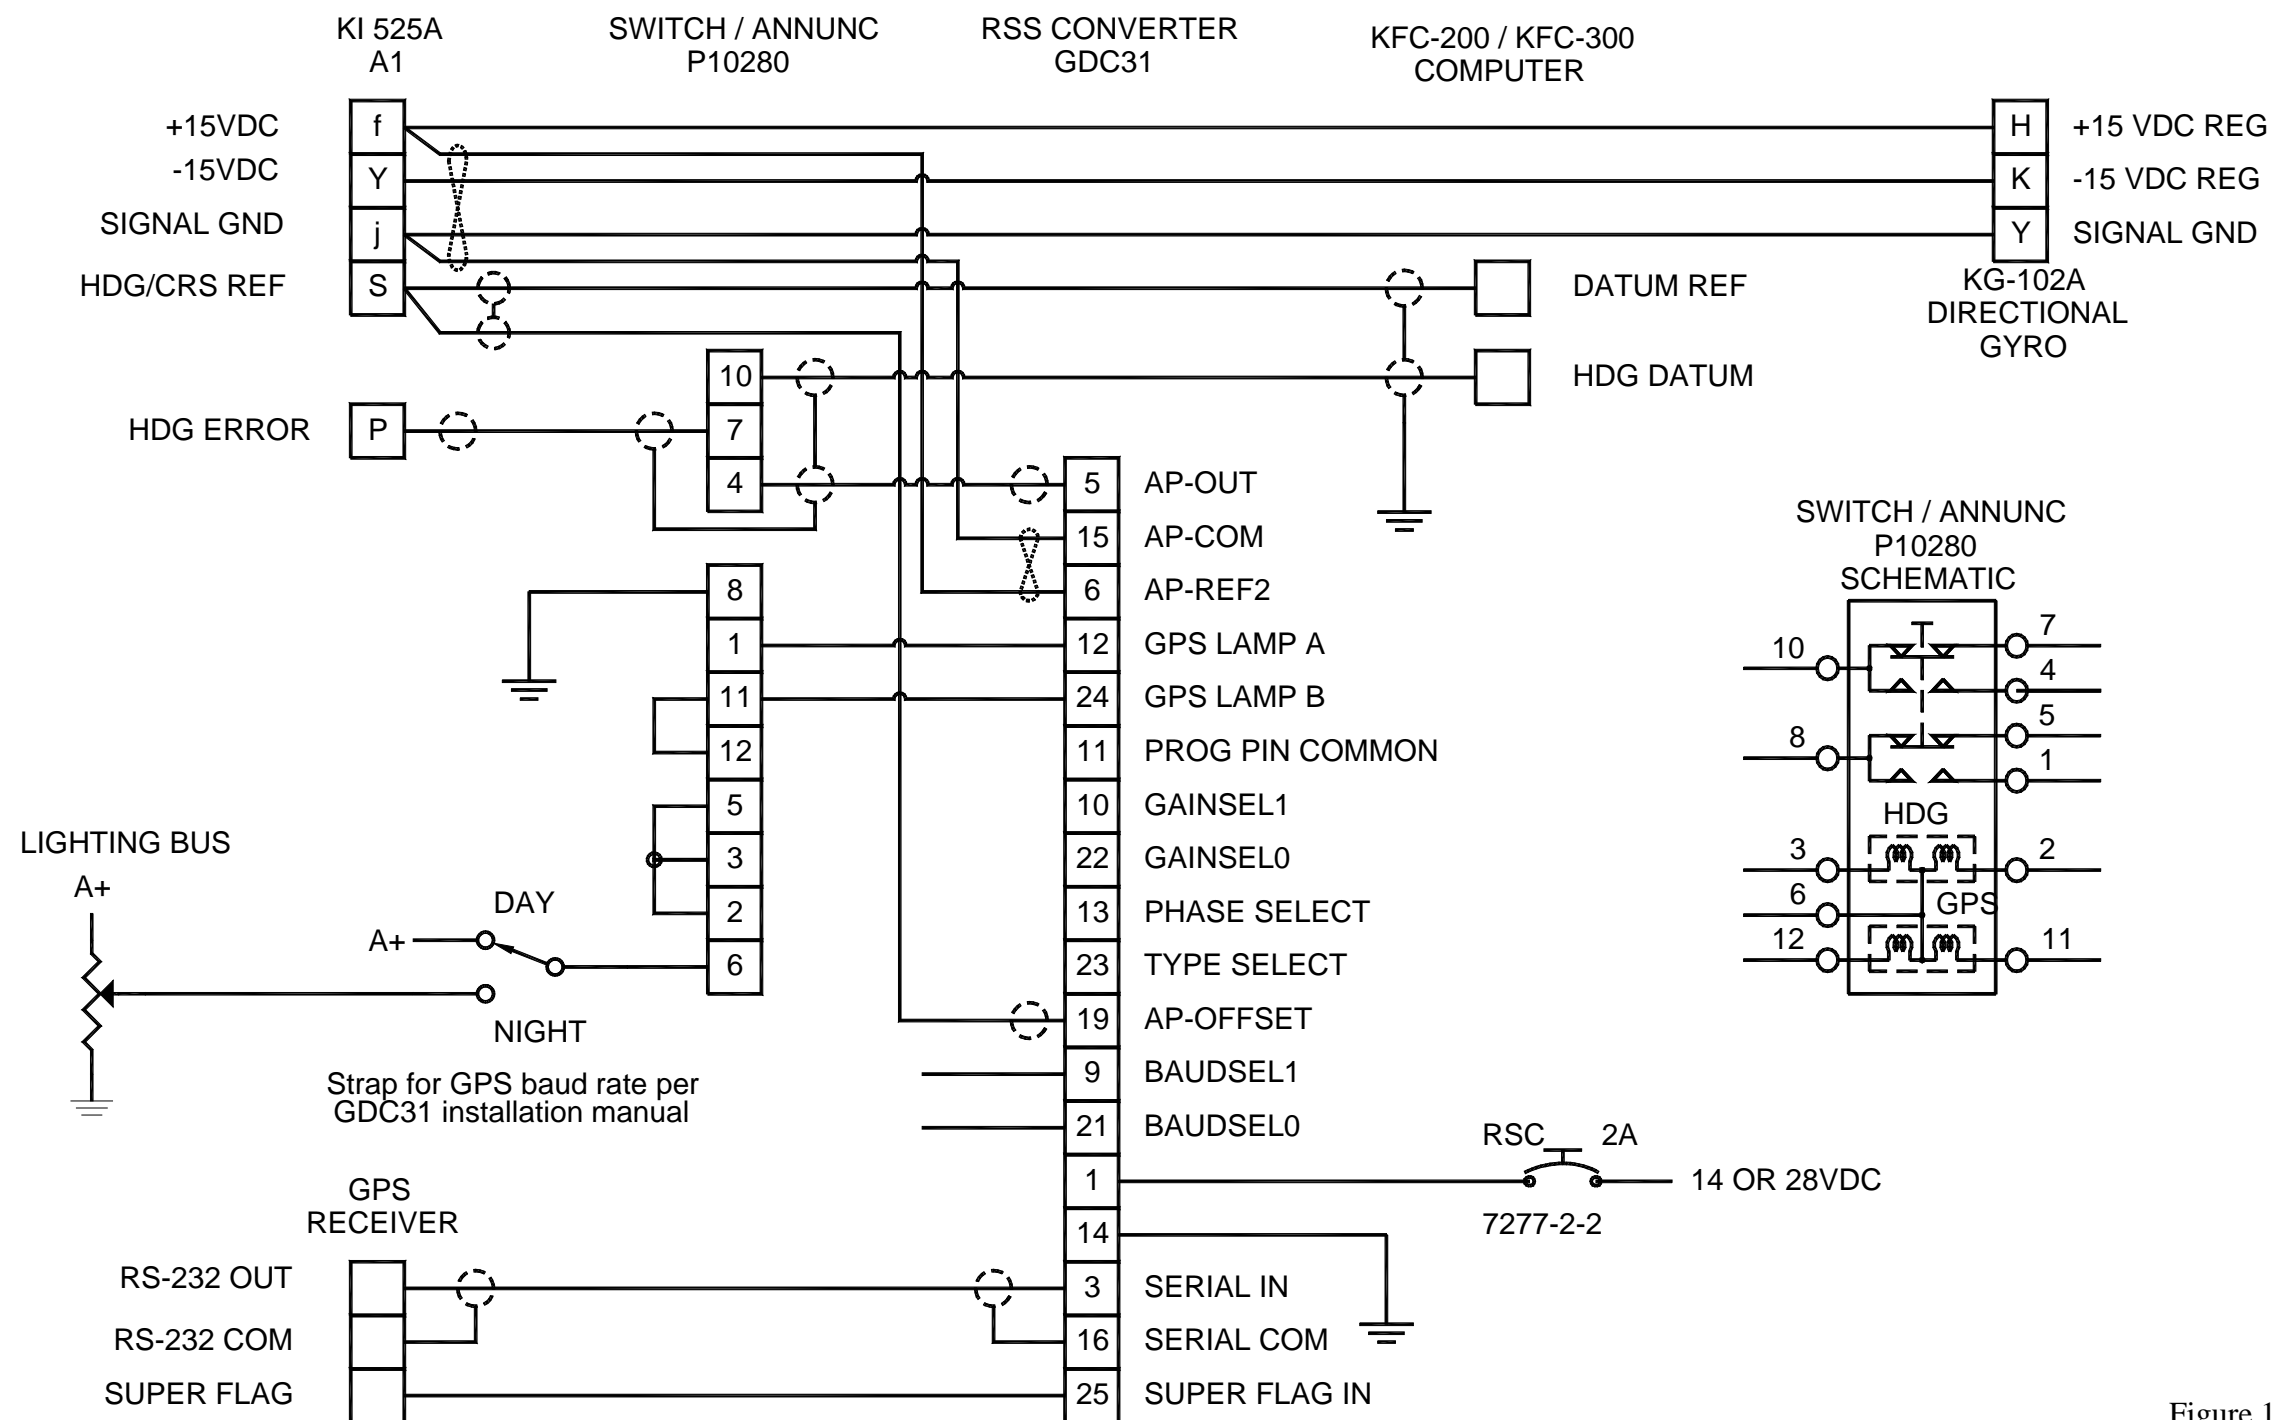 KI 525A
A1
SWITCH / ANNUNC
P10280
RSS CONVERTER
GDC31
KFC-200 / KFC-300
COMPUTER
+15VDC
f
H
+15 VDC REG
-15VDC
Y
K
-15 VDC REG
SIGNAL GND
j
Y
SIGNAL GND
HDG/CRS REF
S
DATUM REF
KG-102A
DIRECTIONAL
GYRO
10
HDG DATUM
HDG ERROR
P
7
4
5
AP-OUT
15
AP-COM
8
6
AP-REF2
1
12
GPS LAMP A
11
24
GPS LAMP B
12
11
PROG PIN COMMON
5
10
GAINSEL1
3
22
GAINSEL0
2
13
PHASE SELECT
6
23
TYPE SELECT
19
AP-OFFSET
9
BAUDSEL1
21
BAUDSEL0
1
14
3
SERIAL IN
16
SERIAL COM
25
SUPER FLAG IN
SWITCH / ANNUNC
P10280
SCHEMATIC
10
7
4
8
5
1
HDG
3
2
6
GPS
12
11
LIGHTING BUS
A+
DAY
A+
NIGHT
Strap for GPS baud rate per
GDC31 installation manual
RSC
2A
14 OR 28VDC
7277-2-2
GPS
RECEIVER
RS-232 OUT
RS-232 COM
SUPER FLAG
Figure 1